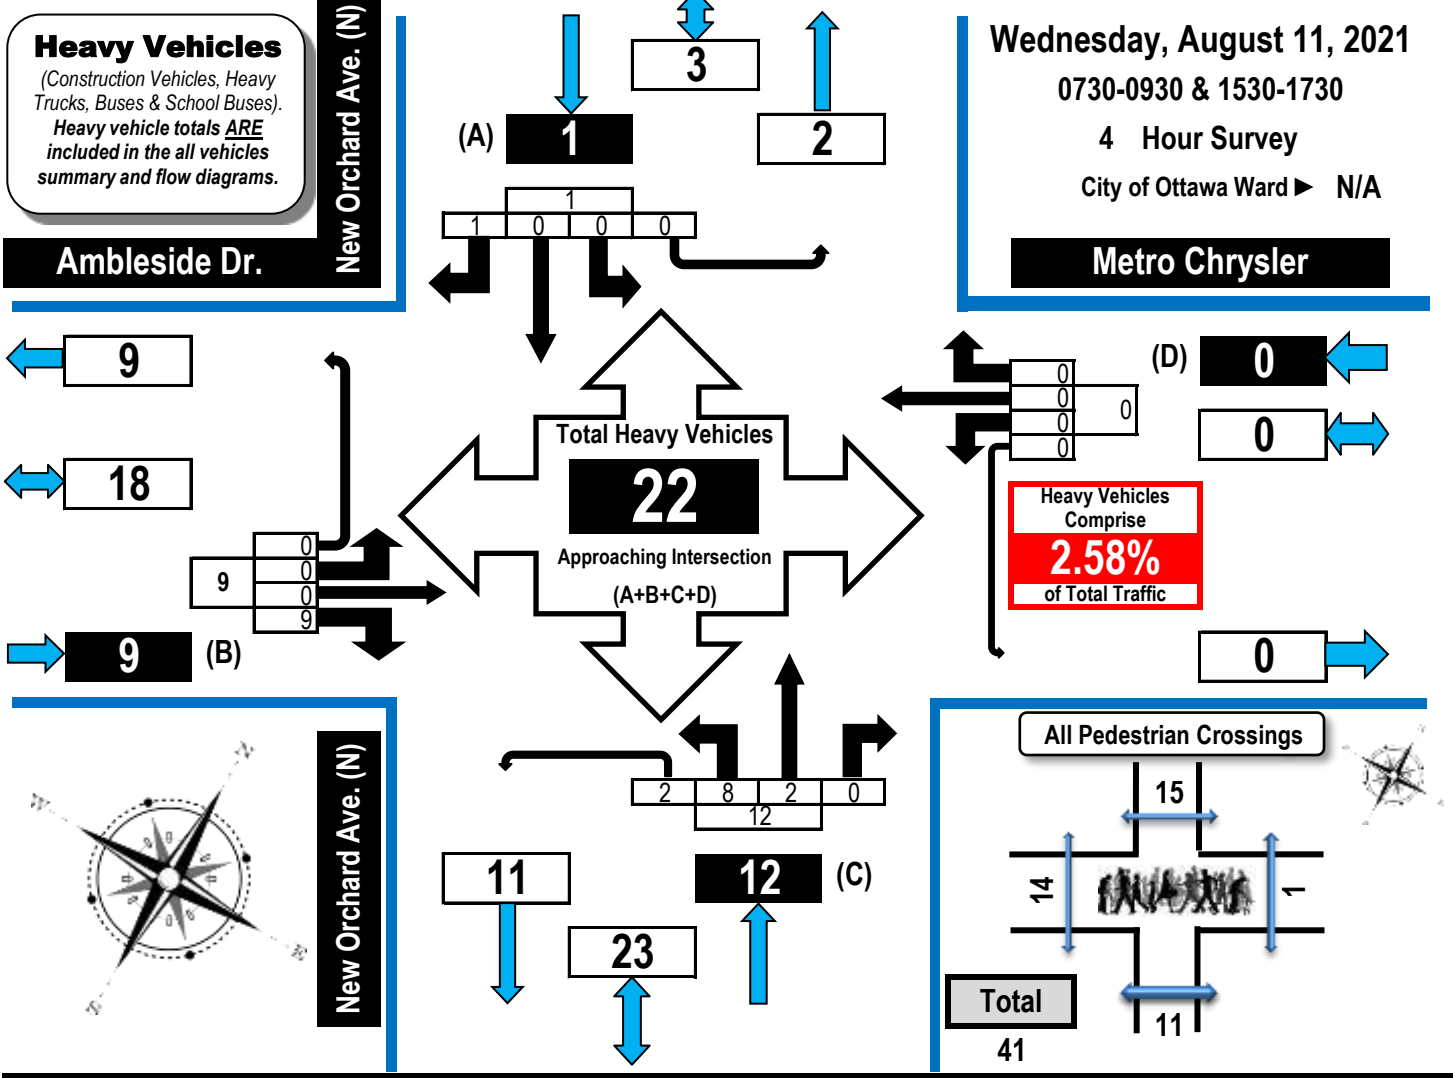 Heavy Vehicles
(Construction Vehicles, Heavy
Trucks, Buses & School Buses).
Heavy vehicle totals ARE
included in the all vehicles
summary and flow diagrams.
New Orchard Ave. (N)
Ambleside Dr.
3
(A)
1
2
1
1 0 0 0
Wednesday, August 11, 2021
0730-0930 & 1530-1730
4 Hour Survey
City of Ottawa Ward ► N/A
Metro Chrysler
9
18
0
0
0
9
9
9
(B)
Total Heavy Vehicles
22
Approaching Intersection
(A+B+C+D)
(D)
0
0
0
0
0
0
0
Heavy Vehicles
Comprise
2.58%
of Total Traffic
0
N
W
E
S
New Orchard Ave. (N)
2 8 2 0
12
11
12
(C)
23
All Pedestrian Crossings
15
14
1
11
Total
41